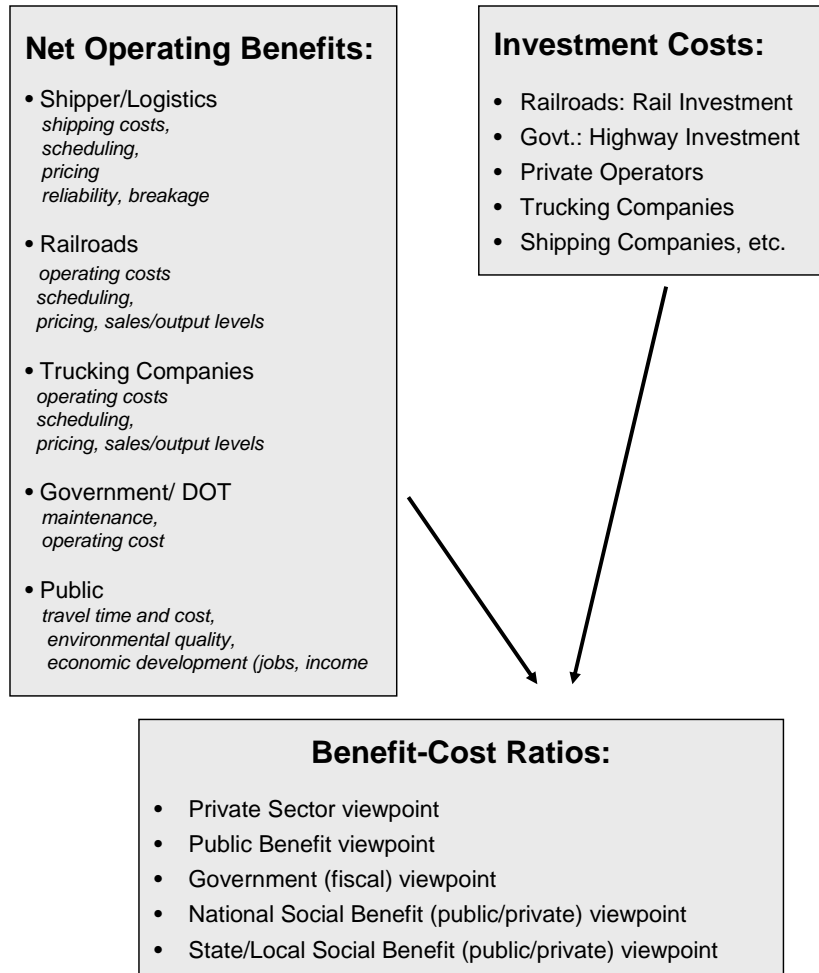 Net Operating Benefits:
• Shipper/Logistics
shipping costs,
scheduling,
pricing
reliability, breakage
• Railroads
operating costs
scheduling,
pricing, sales/output levels
• Trucking Companies
operating costs
scheduling,
pricing, sales/output levels
• Government/ DOT
maintenance,
operating cost
• Public
travel time and cost,
environmental quality,
economic development (jobs, income
Investment Costs:
• Railroads: Rail Investment
• Govt.: Highway Investment
• Private Operators
• Trucking Companies
• Shipping Companies, etc.
Benefit-Cost Ratios:
• Private Sector viewpoint
• Public Benefit viewpoint
• Government (fiscal) viewpoint
• National Social Benefit (public/private) viewpoint
• State/Local Social Benefit (public/private) viewpoint